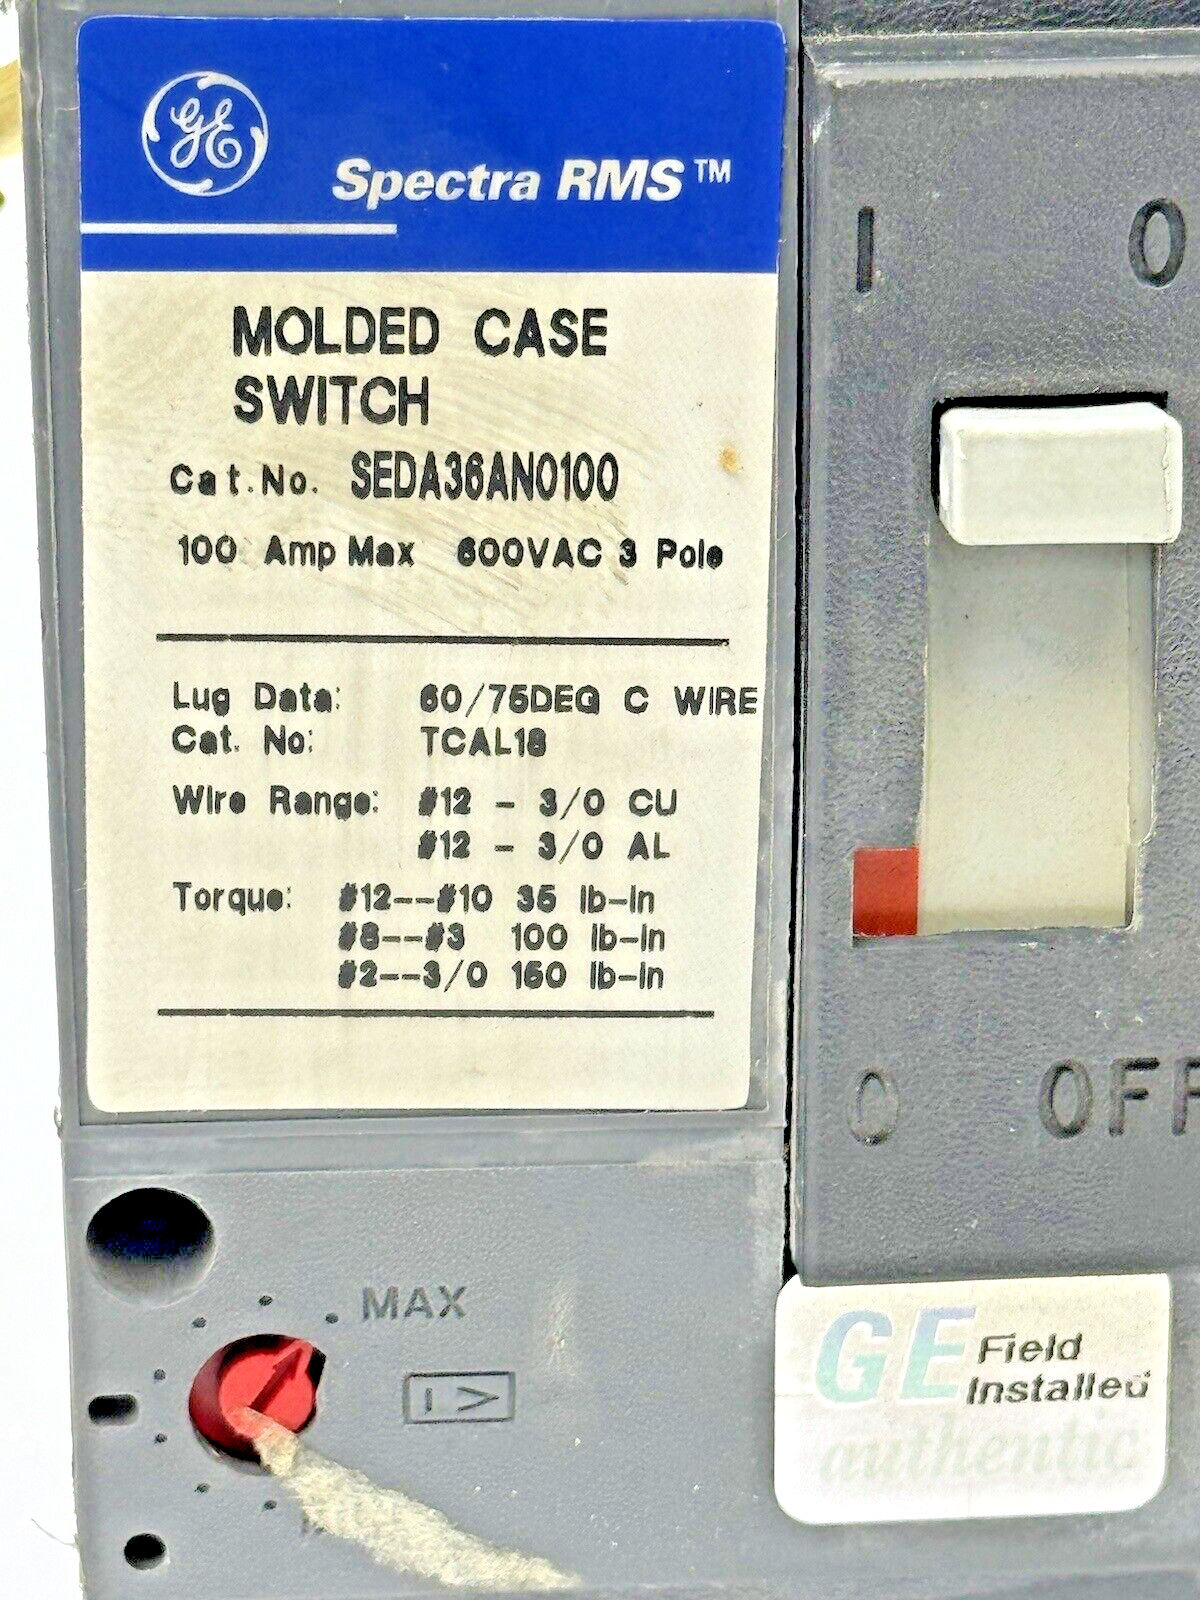 GE
Spectra RMS™
MOLDED CASE
SWITCH
Cat.No. SEDA36AN0100
100 Amp Max 600VAC 3 Pole
Lug Data: 60/75DEG C WIRE
Cat. No: TCAL18
Wire Range: #12 - 3/0 CU
#12 - 3/0 AL
Torque: #12--#10 35 lb-in
#8--#3 100 lb-in
#2--3/0 150 lb-in
I O
O OFF
MAX
I >
GE Field
Installed
authentic